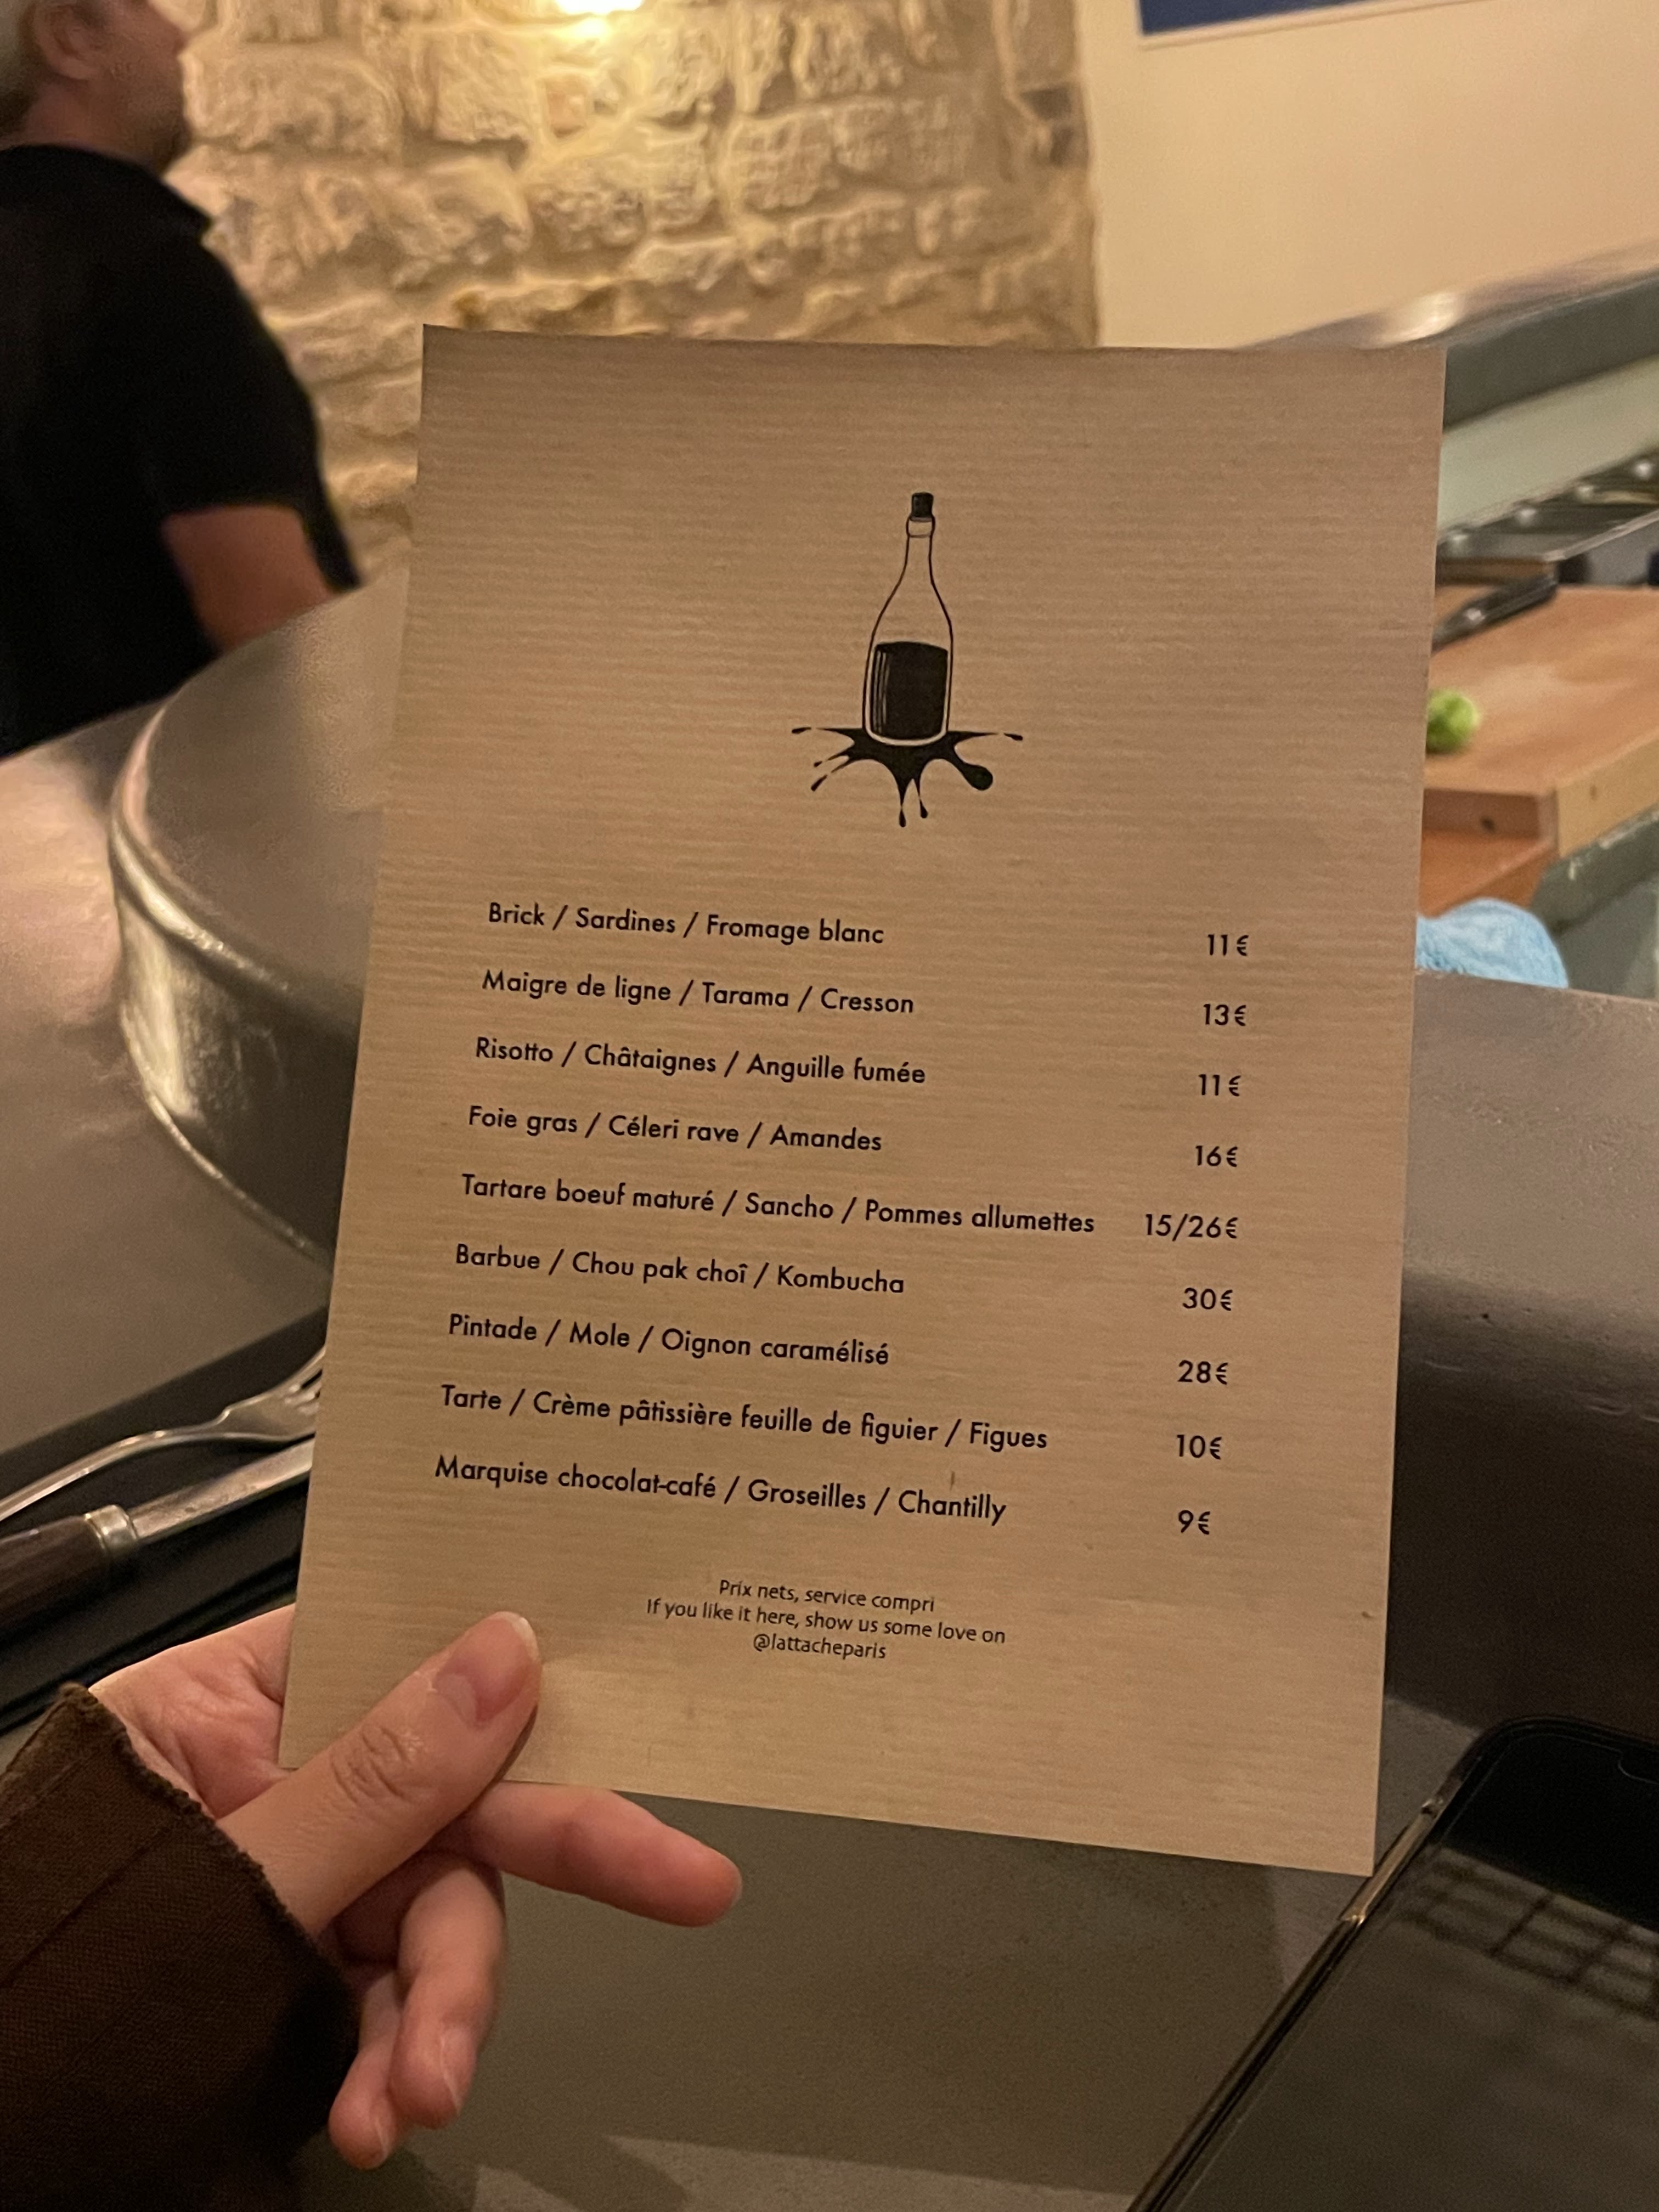 Brick / Sardines / Fromage blanc 11€
Maigre de ligne / Tarama / Cresson 13€
Risotto / Châtaignes / Anguille fumée 11€
Foie gras / Céleri rave / Amandes 16€
Tartare boeuf maturé / Sancho / Pommes allumettes 15/26€
Barbue / Chou pak choî / Kombucha 30€
Pintade / Mole / Oignon caramélisé 28€
Tarte / Crème pâtissière feuille de figuier / Figues 10€
Marquise chocolat-café / Groseilles / Chantilly 9€
Prix nets, service compri
If you like it here, show us some love on
@lattacheparis